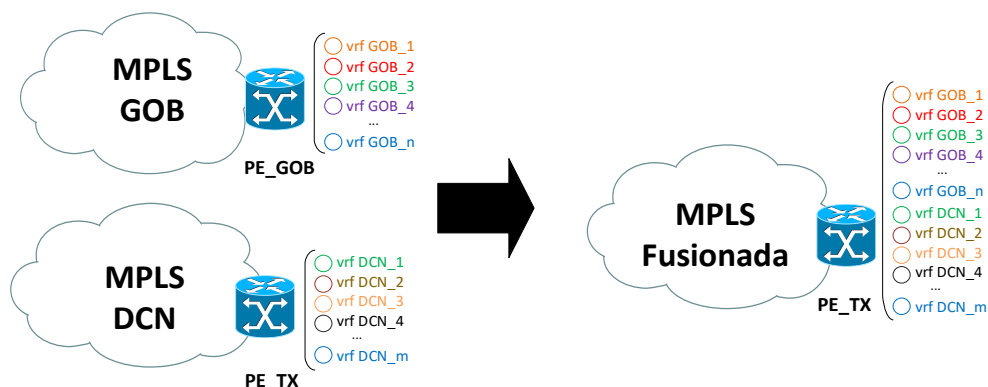 MPLS
GOB
vrf GOB_1
vrf GOB_2
vrf GOB_3
vrf GOB_4
...
vrf GOB_n
PE_GOB
MPLS
DCN
vrf DCN_1
vrf DCN_2
vrf DCN_3
vrf DCN_4
...
vrf DCN_m
PE_TX
MPLS
Fusionada
vrf GOB_1
vrf GOB_2
vrf GOB_3
vrf GOB_4
...
vrf GOB_n
vrf DCN_1
vrf DCN_2
vrf DCN_3
vrf DCN_4
...
vrf DCN_m
PE_TX